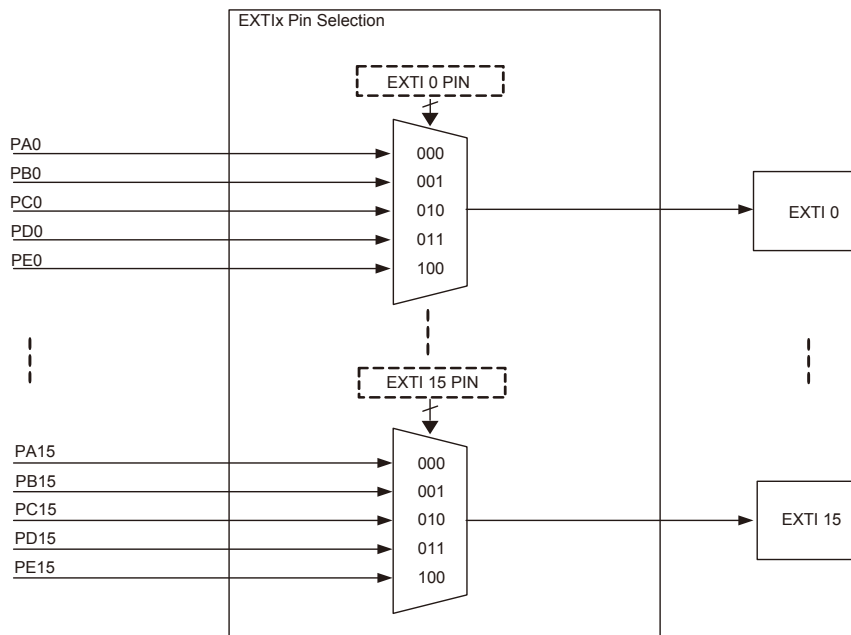 EXTIx Pin Selection
EXTI 0 PIN
PA0
000
PB0
001
PC0
010
EXTI 0
PD0
011
PE0
100
EXTI 15 PIN
PA15
000
PB15
001
PC15
010
EXTI 15
PD15
011
PE15
100